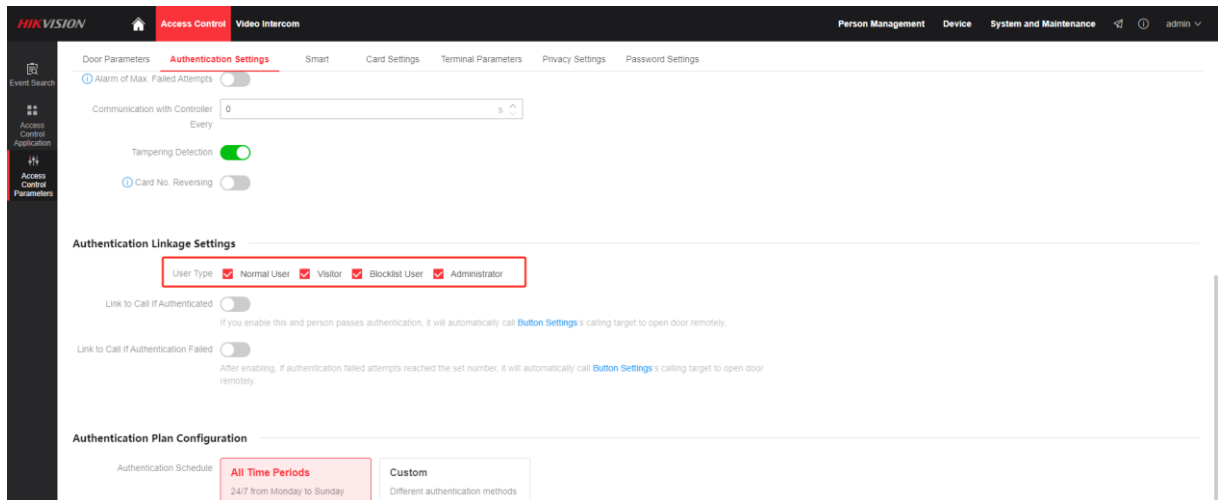 HIKVISION Access Control Video Intercom Person Management Device System and Maintenance admin
Event Search
Access
Control
Application
Access
Control
Parameters
Door Parameters Authentication Settings Smart Card Settings Terminal Parameters Privacy Settings Password Settings
Alarm of Max. Failed Attempts
Communication with Controller 0 s
Every
Tampering Detection
Card No. Reversing
Authentication Linkage Settings
User Type Normal User Visitor Blocklist User Administrator
Link to Call If Authenticated
If you enable this and person passes authentication, it will automatically call Button Settings's calling target to open door remotely.
Link to Call If Authentication Failed
After enabling, if authentication failed attempts reached the set number, it will automatically call Button Settings's calling target to open door
remotely.
Authentication Plan Configuration
Authentication Schedule All Time Periods Custom
24/7 from Monday to Sunday Different authentication methods